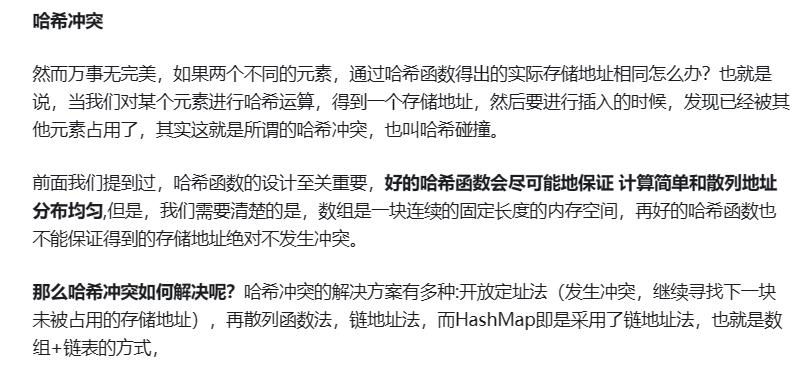 哈希冲突
然而万事无完美，如果两个不同的元素，通过哈希函数得出的实际存储地址相同怎么办？也就是
说，当我们对某个元素进行哈希运算，得到一个存储地址，然后要进行插入的时候，发现已经被其
他元素占用了，其实这就是所谓的哈希冲突，也叫哈希碰撞。
前面我们提到过，哈希函数的设计至关重要，好的哈希函数会尽可能地保证 计算简单和散列地址
分布均匀,但是，我们需要清楚的是，数组是一块连续的固定长度的内存空间，再好的哈希函数也
不能保证得到的存储地址绝对不发生冲突。
那么哈希冲突如何解决呢？哈希冲突的解决方案有多种:开放定址法（发生冲突，继续寻找下一块
未被占用的存储地址），再散列函数法，链地址法，而HashMap即是采用了链地址法，也就是数
组+链表的方式，